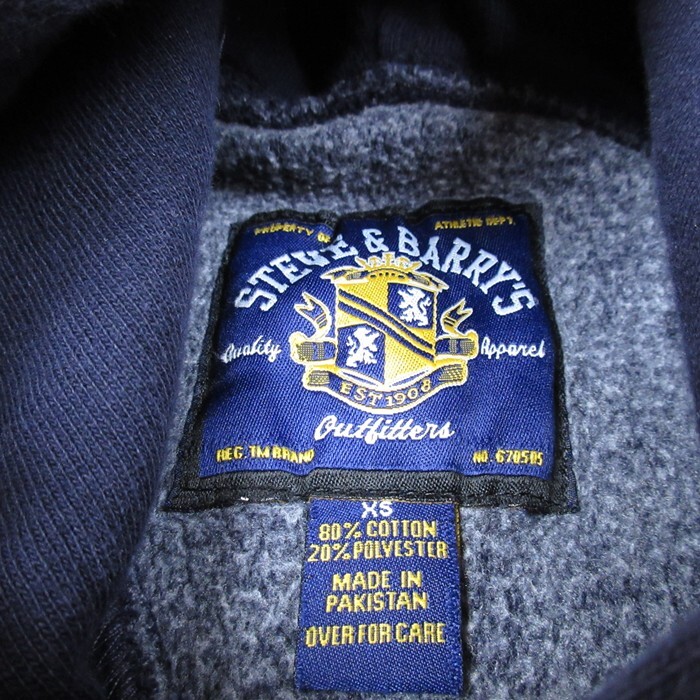 PROPERTY OF ATHLETIC DEPT.
STEVE & BARRY'S
Quality Apparel
EST 1908
Outfitters
REG. TM BRAND NO. 670505
XS
80% COTTON
20% POLYESTER
MADE IN
PAKISTAN
OVER FOR CARE